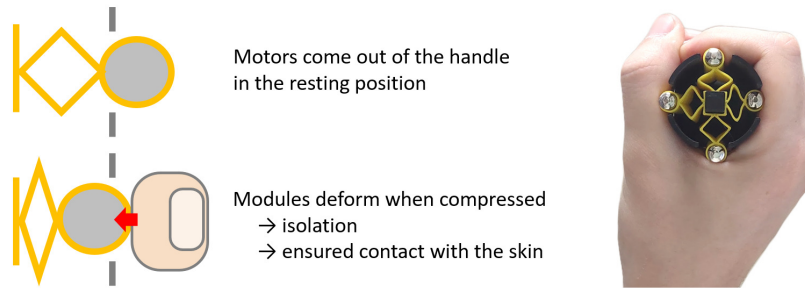 Motors come out of the handle
in the resting position
Modules deform when compressed
→ isolation
→ ensured contact with the skin